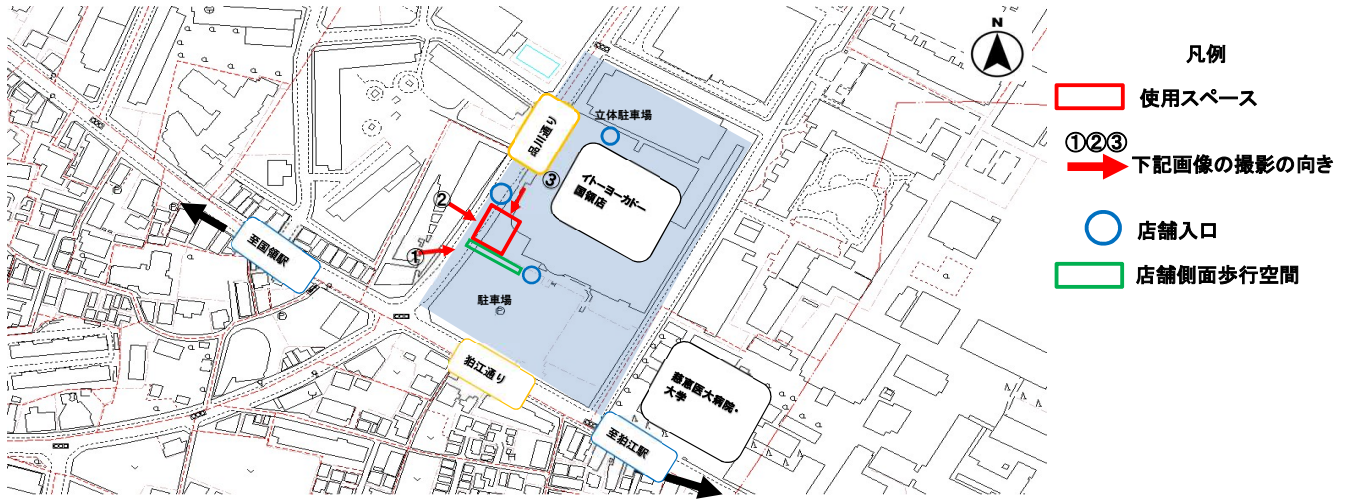 N
凡例
使用スペース
①②③
下記画像の撮影の向き
店舗入口
店舗側面歩行空間
立体駐車場
品川通り
③
イトーヨーカドー
国領店
②
①
至国領駅
駐車場
狛江通り
慈恵医大病院・
大学
至狛江駅